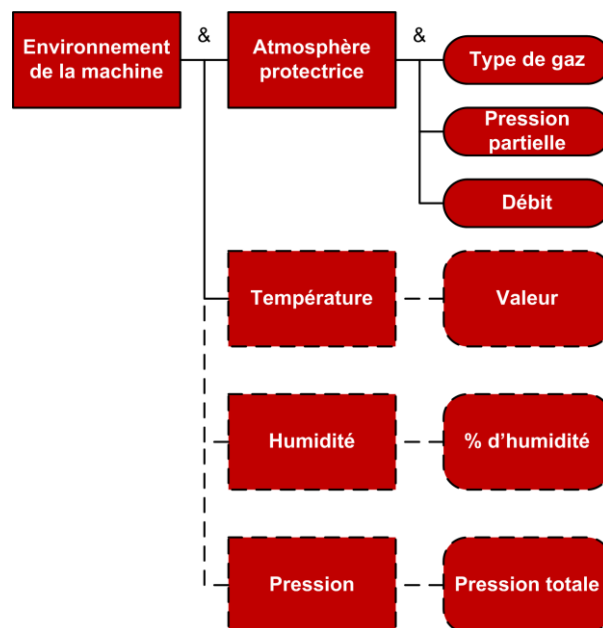 Environnement
de la machine
&
Atmosphère
protectrice
&
Type de gaz
Pression
partielle
Débit
Température
Valeur
Humidité
% d'humidité
Pression
Pression totale